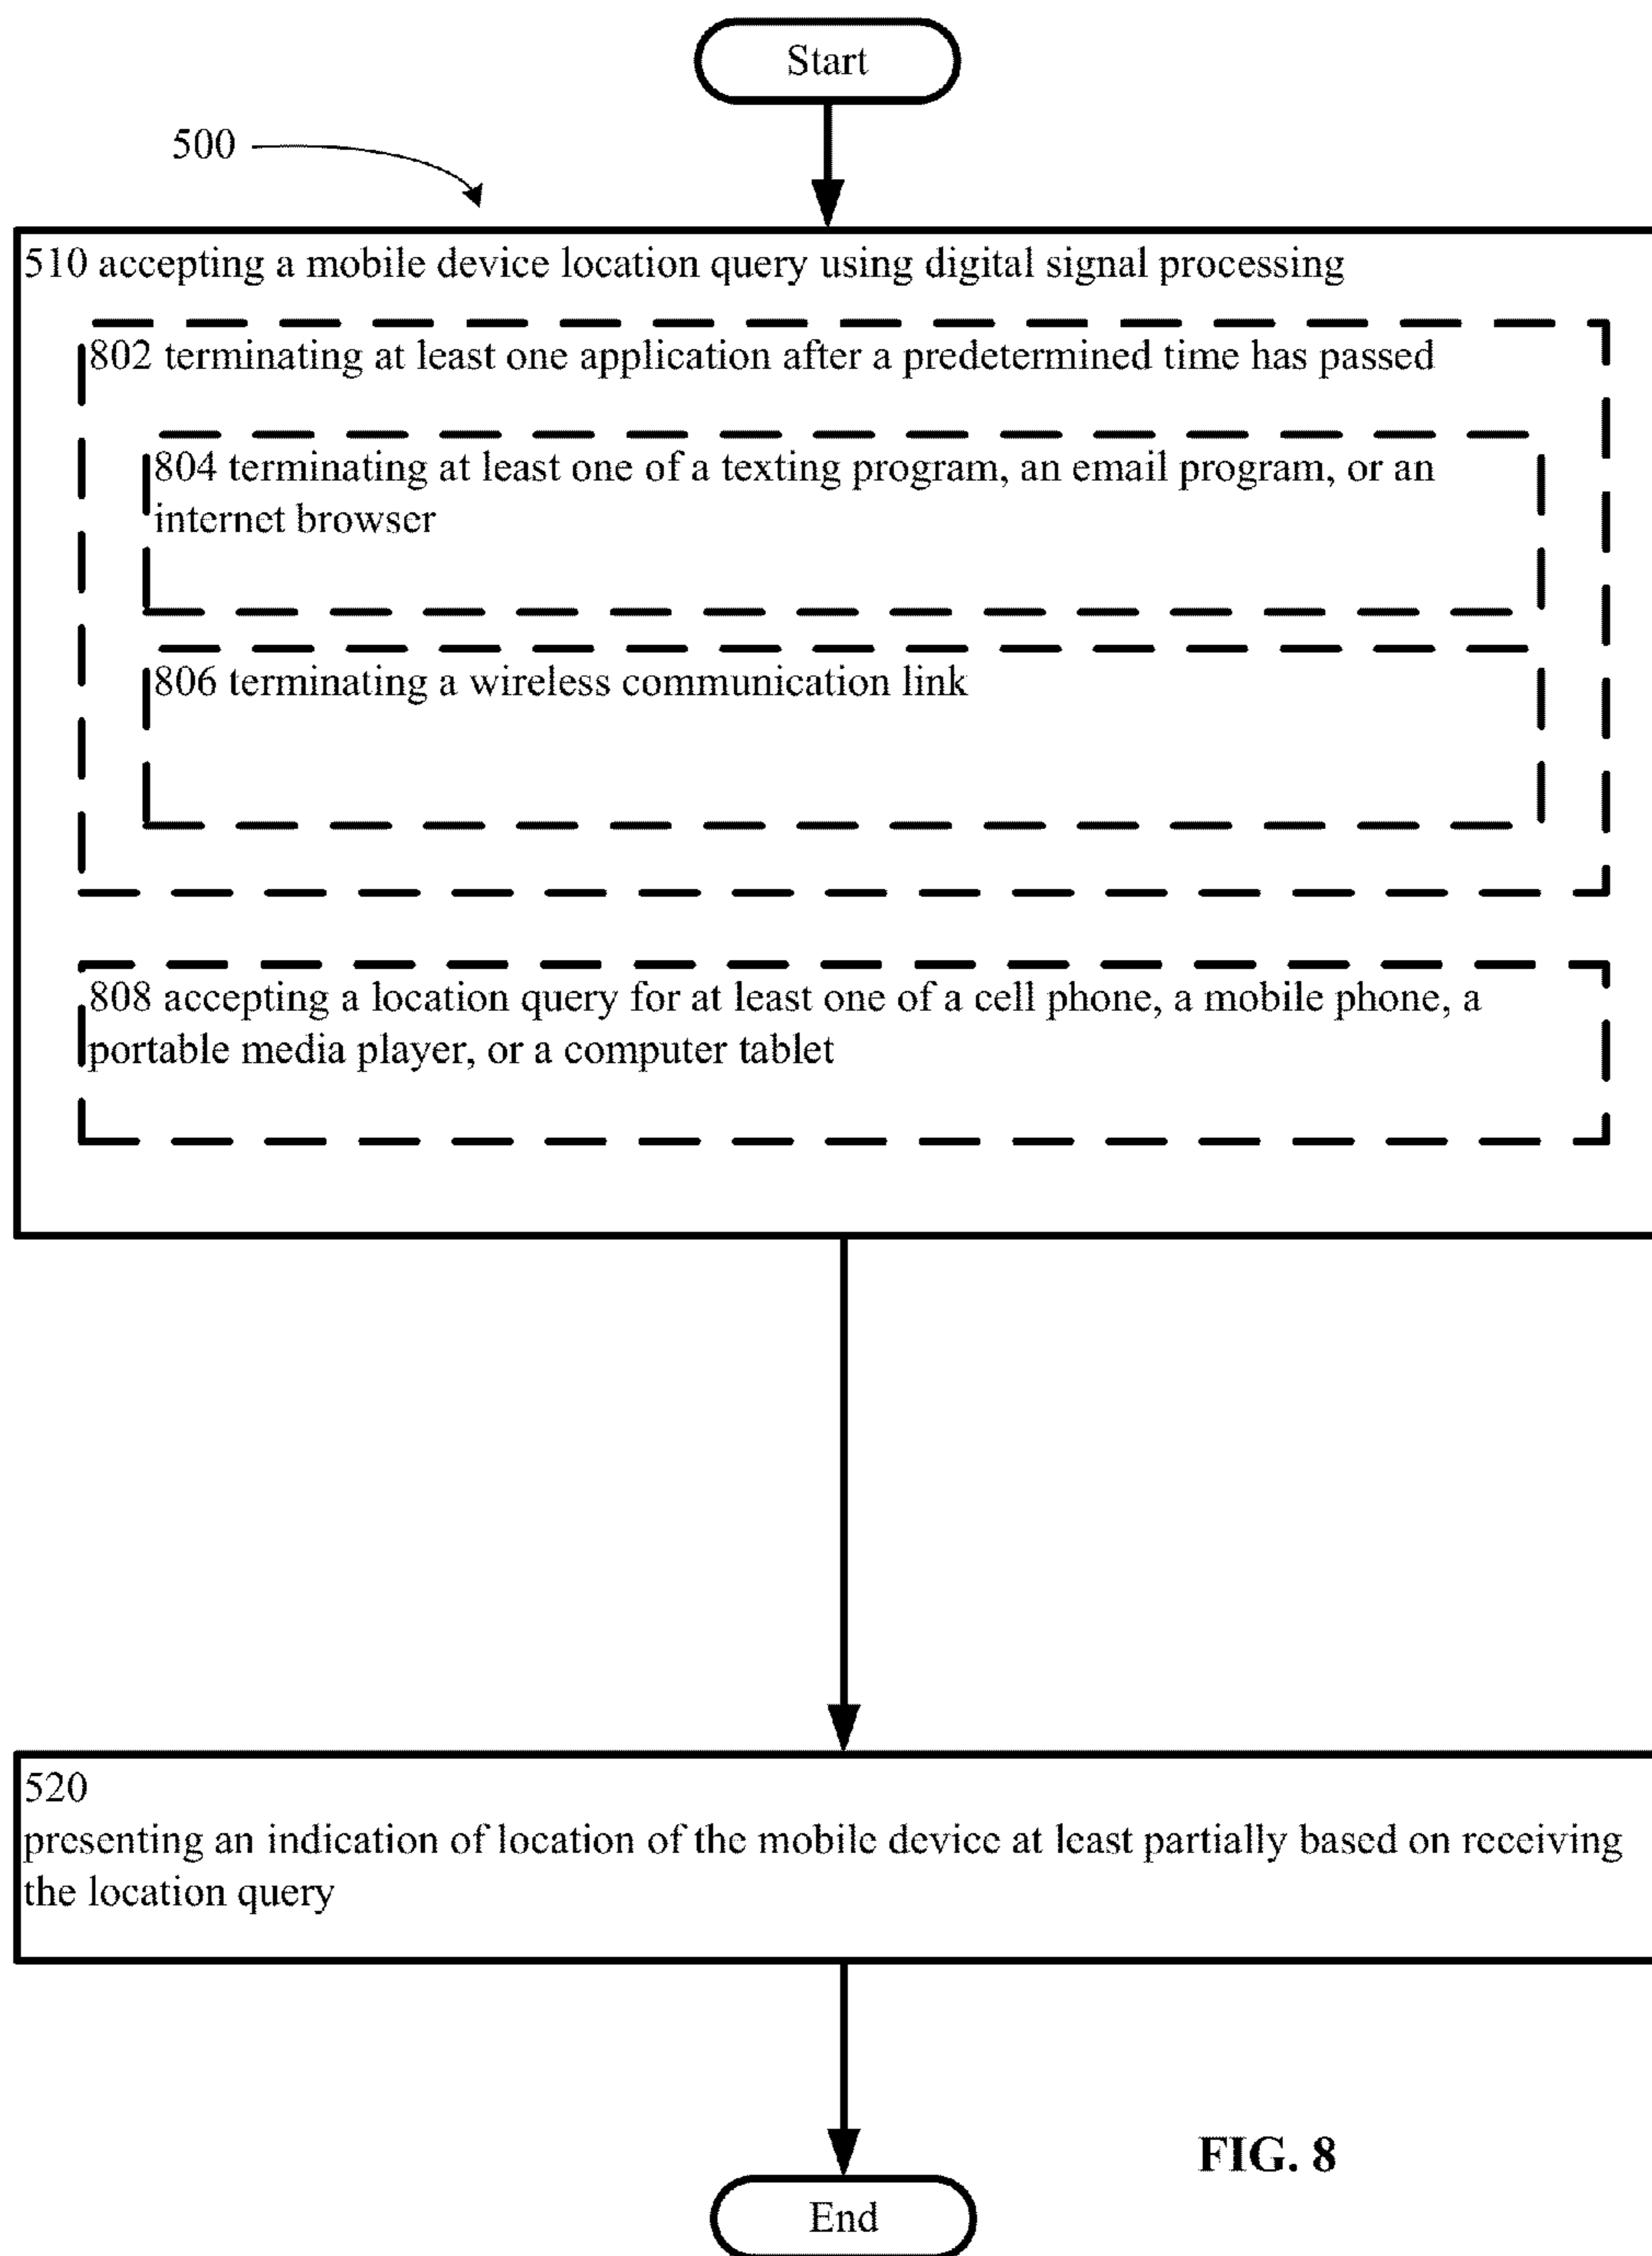 Start
500
510 accepting a mobile device location query using digital signal processing
802 terminating at least one application after a predetermined time has passed
804 terminating at least one of a texting program, an email program, or an
internet browser
806 terminating a wireless communication link
808 accepting a location query for at least one of a cell phone, a mobile phone, a
portable media player, or a computer tablet
520
presenting an indication of location of the mobile device at least partially based on receiving
the location query
FIG. 8
End